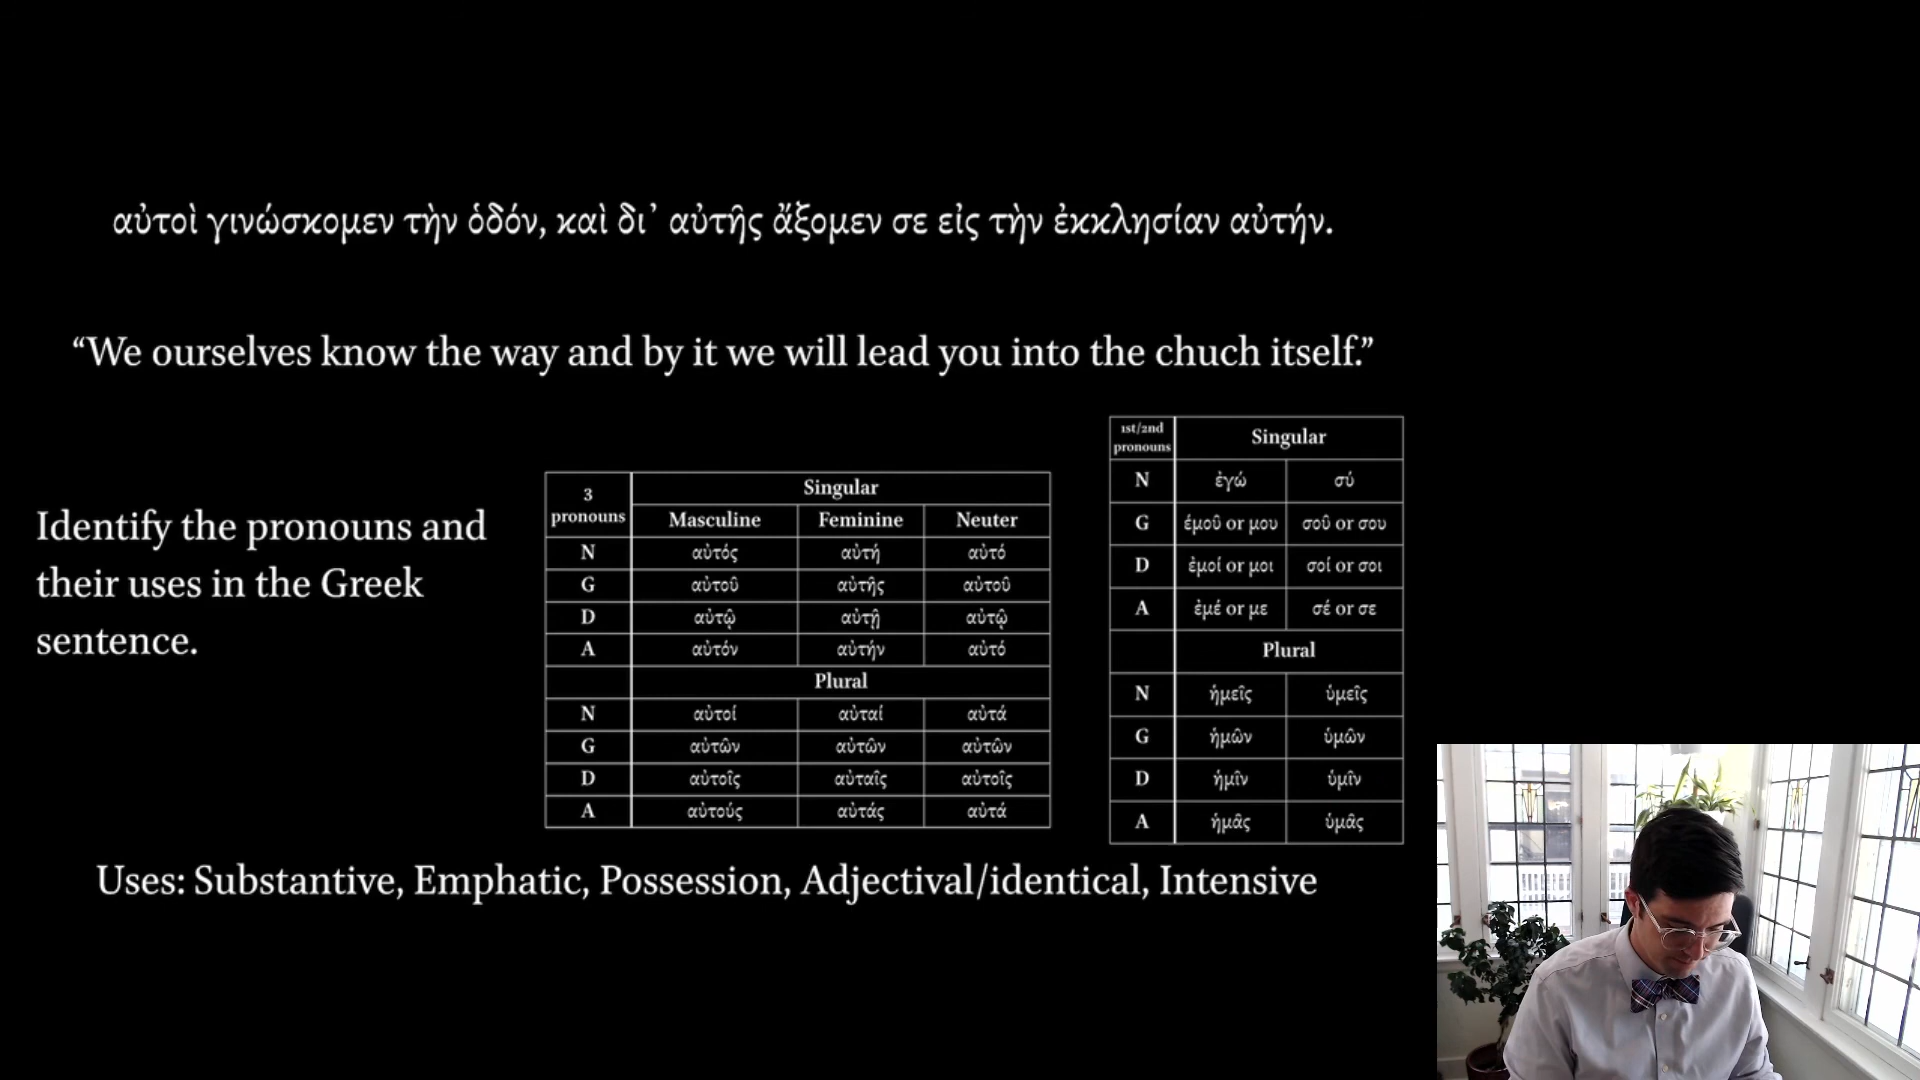 αὐτοὶ γινώσκομεν τὴν ὁδόν, καὶ δι᾽ αὐτῆς ἄξομεν σε εἰς τὴν ἐκκλησίαν αὐτήν.
“We ourselves know the way and by it we will lead you into the chuch itself.”
Identify the pronouns and
their uses in the Greek
sentence.
3 pronouns Singular
Masculine Feminine Neuter
N αὐτός αὐτή αὐτό
G αὐτοῦ αὐτῆς αὐτοῦ
D αὐτῷ αὐτῇ αὐτῷ
A αὐτόν αὐτήν αὐτό
Plural
N αὐτοί αὐταί αὐτά
G αὐτῶν αὐτῶν αὐτῶν
D αὐτοῖς αὐταῖς αὐτοῖς
A αὐτούς αὐτάς αὐτά
1st/2nd pronouns Singular
N ἐγώ σύ
G ἐμοῦ or μου σοῦ or σου
D ἐμοί or μοι σοί or σοι
A ἐμέ or με σέ or σε
Plural
N ἡμεῖς ὑμεῖς
G ἡμῶν ὑμῶν
D ἡμῖν ὑμῖν
A ἡμᾶς ὑμᾶς
Uses: Substantive, Emphatic, Possession, Adjectival/identical, Intensive